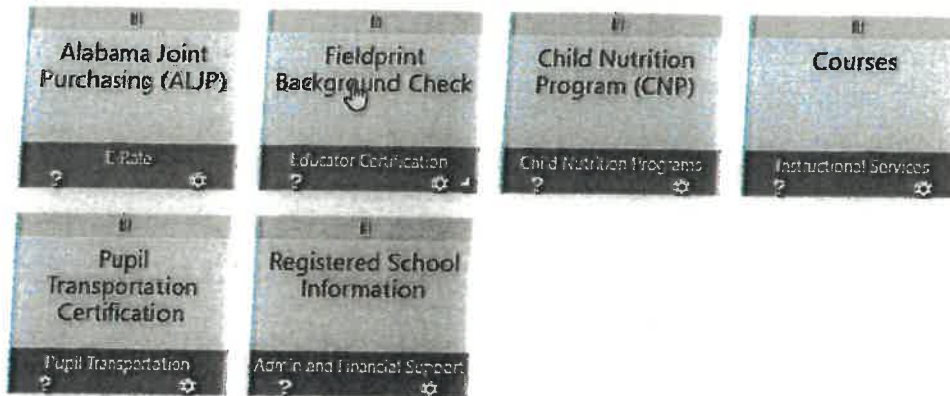 Alabama Joint
Purchasing (ALJP)
E-Rate
?
Fieldprint
Background Check
Educator Certification
?
Child Nutrition
Program (CNP)
Child Nutrition Programs
?
Courses
Instructional Services
?
Pupil
Transportation
Certification
Pupil Transportation
?
Registered School
Information
Admin and Financial Support
?